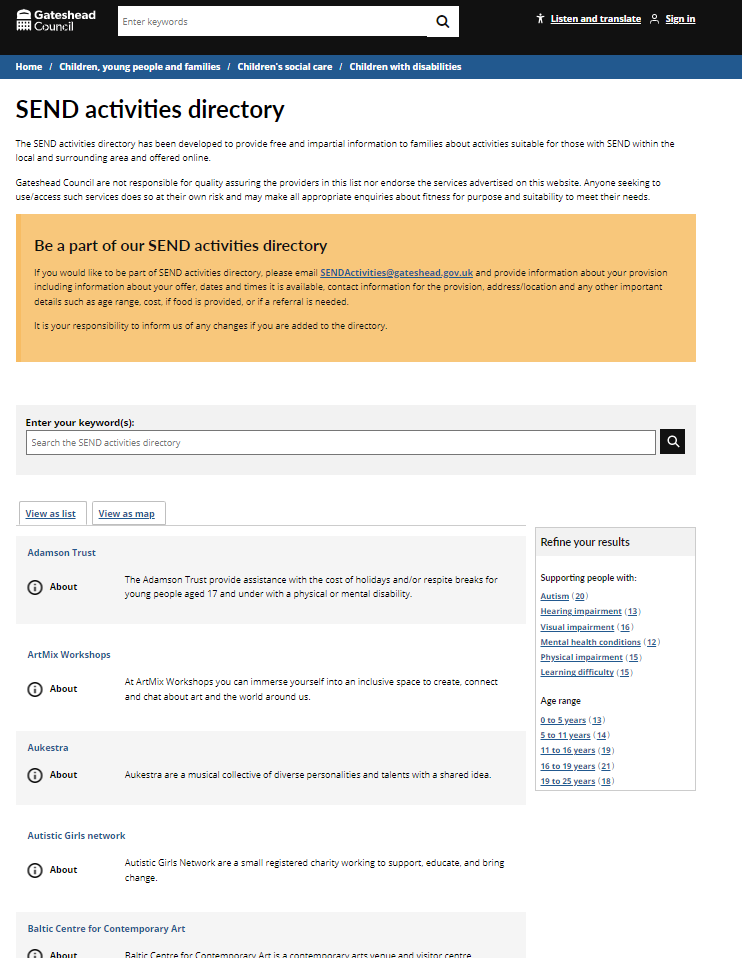 Gateshead
Council
Enter keywords
Listen and translate
Sign in
Home / Children, young people and families / Children's social care / Children with disabilities
SEND activities directory
The SEND activities directory has been developed to provide free and impartial information to families about activities suitable for those with SEND within the
local and surrounding area and offered online.
Gateshead Council are not responsible for quality assuring the providers in this list nor endorse the services advertised on this website. Anyone seeking to
use/access such services does so at their own risk and may make all appropriate enquiries about fitness for purpose and suitability to meet their needs.
Be a part of our SEND activities directory
If you would like to be part of SEND activities directory, please email SENDActivities@gateshead.gov.uk and provide information about your provision
including information about your offer, dates and times it is available, contact information for the provision, address/location and any other important
details such as age range, cost, if food is provided, or if a referral is needed.
It is your responsibility to inform us of any changes if you are added to the directory.
Enter your keyword(s):
Search the SEND activities directory
View as list
View as map
Adamson Trust
About
The Adamson Trust provide assistance with the cost of holidays and/or respite breaks for
young people aged 17 and under with a physical or mental disability.
ArtMix Workshops
About
At ArtMix Workshops you can immerse yourself into an inclusive space to create, connect
and chat about art and the world around us.
Aukestra
About
Aukestra are a musical collective of diverse personalities and talents with a shared idea.
Autistic Girls network
About
Autistic Girls Network are a small registered charity working to support, educate, and bring
change.
Baltic Centre for Contemporary Art
About
Baltic Centre for Contemporary Art is a contemporary arts venue and visitor centre
Refine your results
Supporting people with:
Autism (20)
Hearing impairment (13)
Visual impairment (16)
Mental health conditions (12)
Physical impairment (15)
Learning difficulty (15)
Age range
0 to 5 years (13)
5 to 11 years (14)
11 to 16 years (19)
16 to 19 years (21)
19 to 25 years (18)